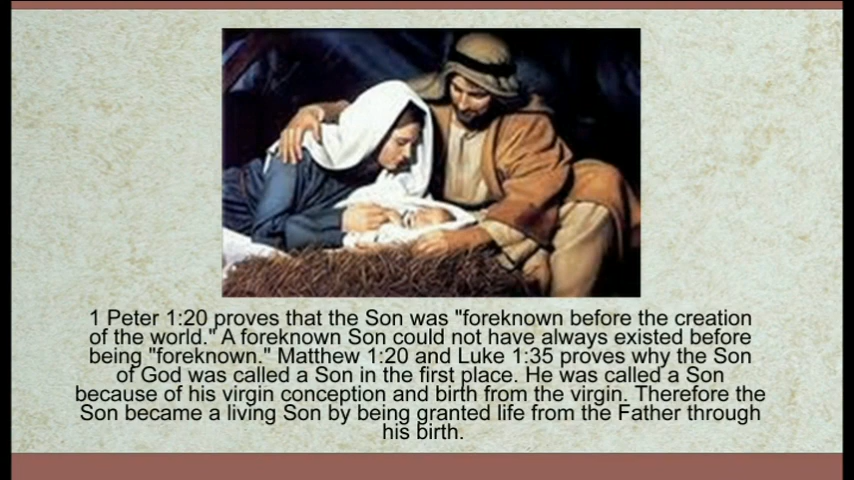 1 Peter 1:20 proves that the Son was "foreknown before the creation
of the world." A foreknown Son could not have always existed before
being "foreknown." Matthew 1:20 and Luke 1:35 proves why the Son
of God was called a Son in the first place. He was called a Son
because of his virgin conception and birth from the virgin. Therefore the
Son became a living Son by being granted life from the Father through
his birth.